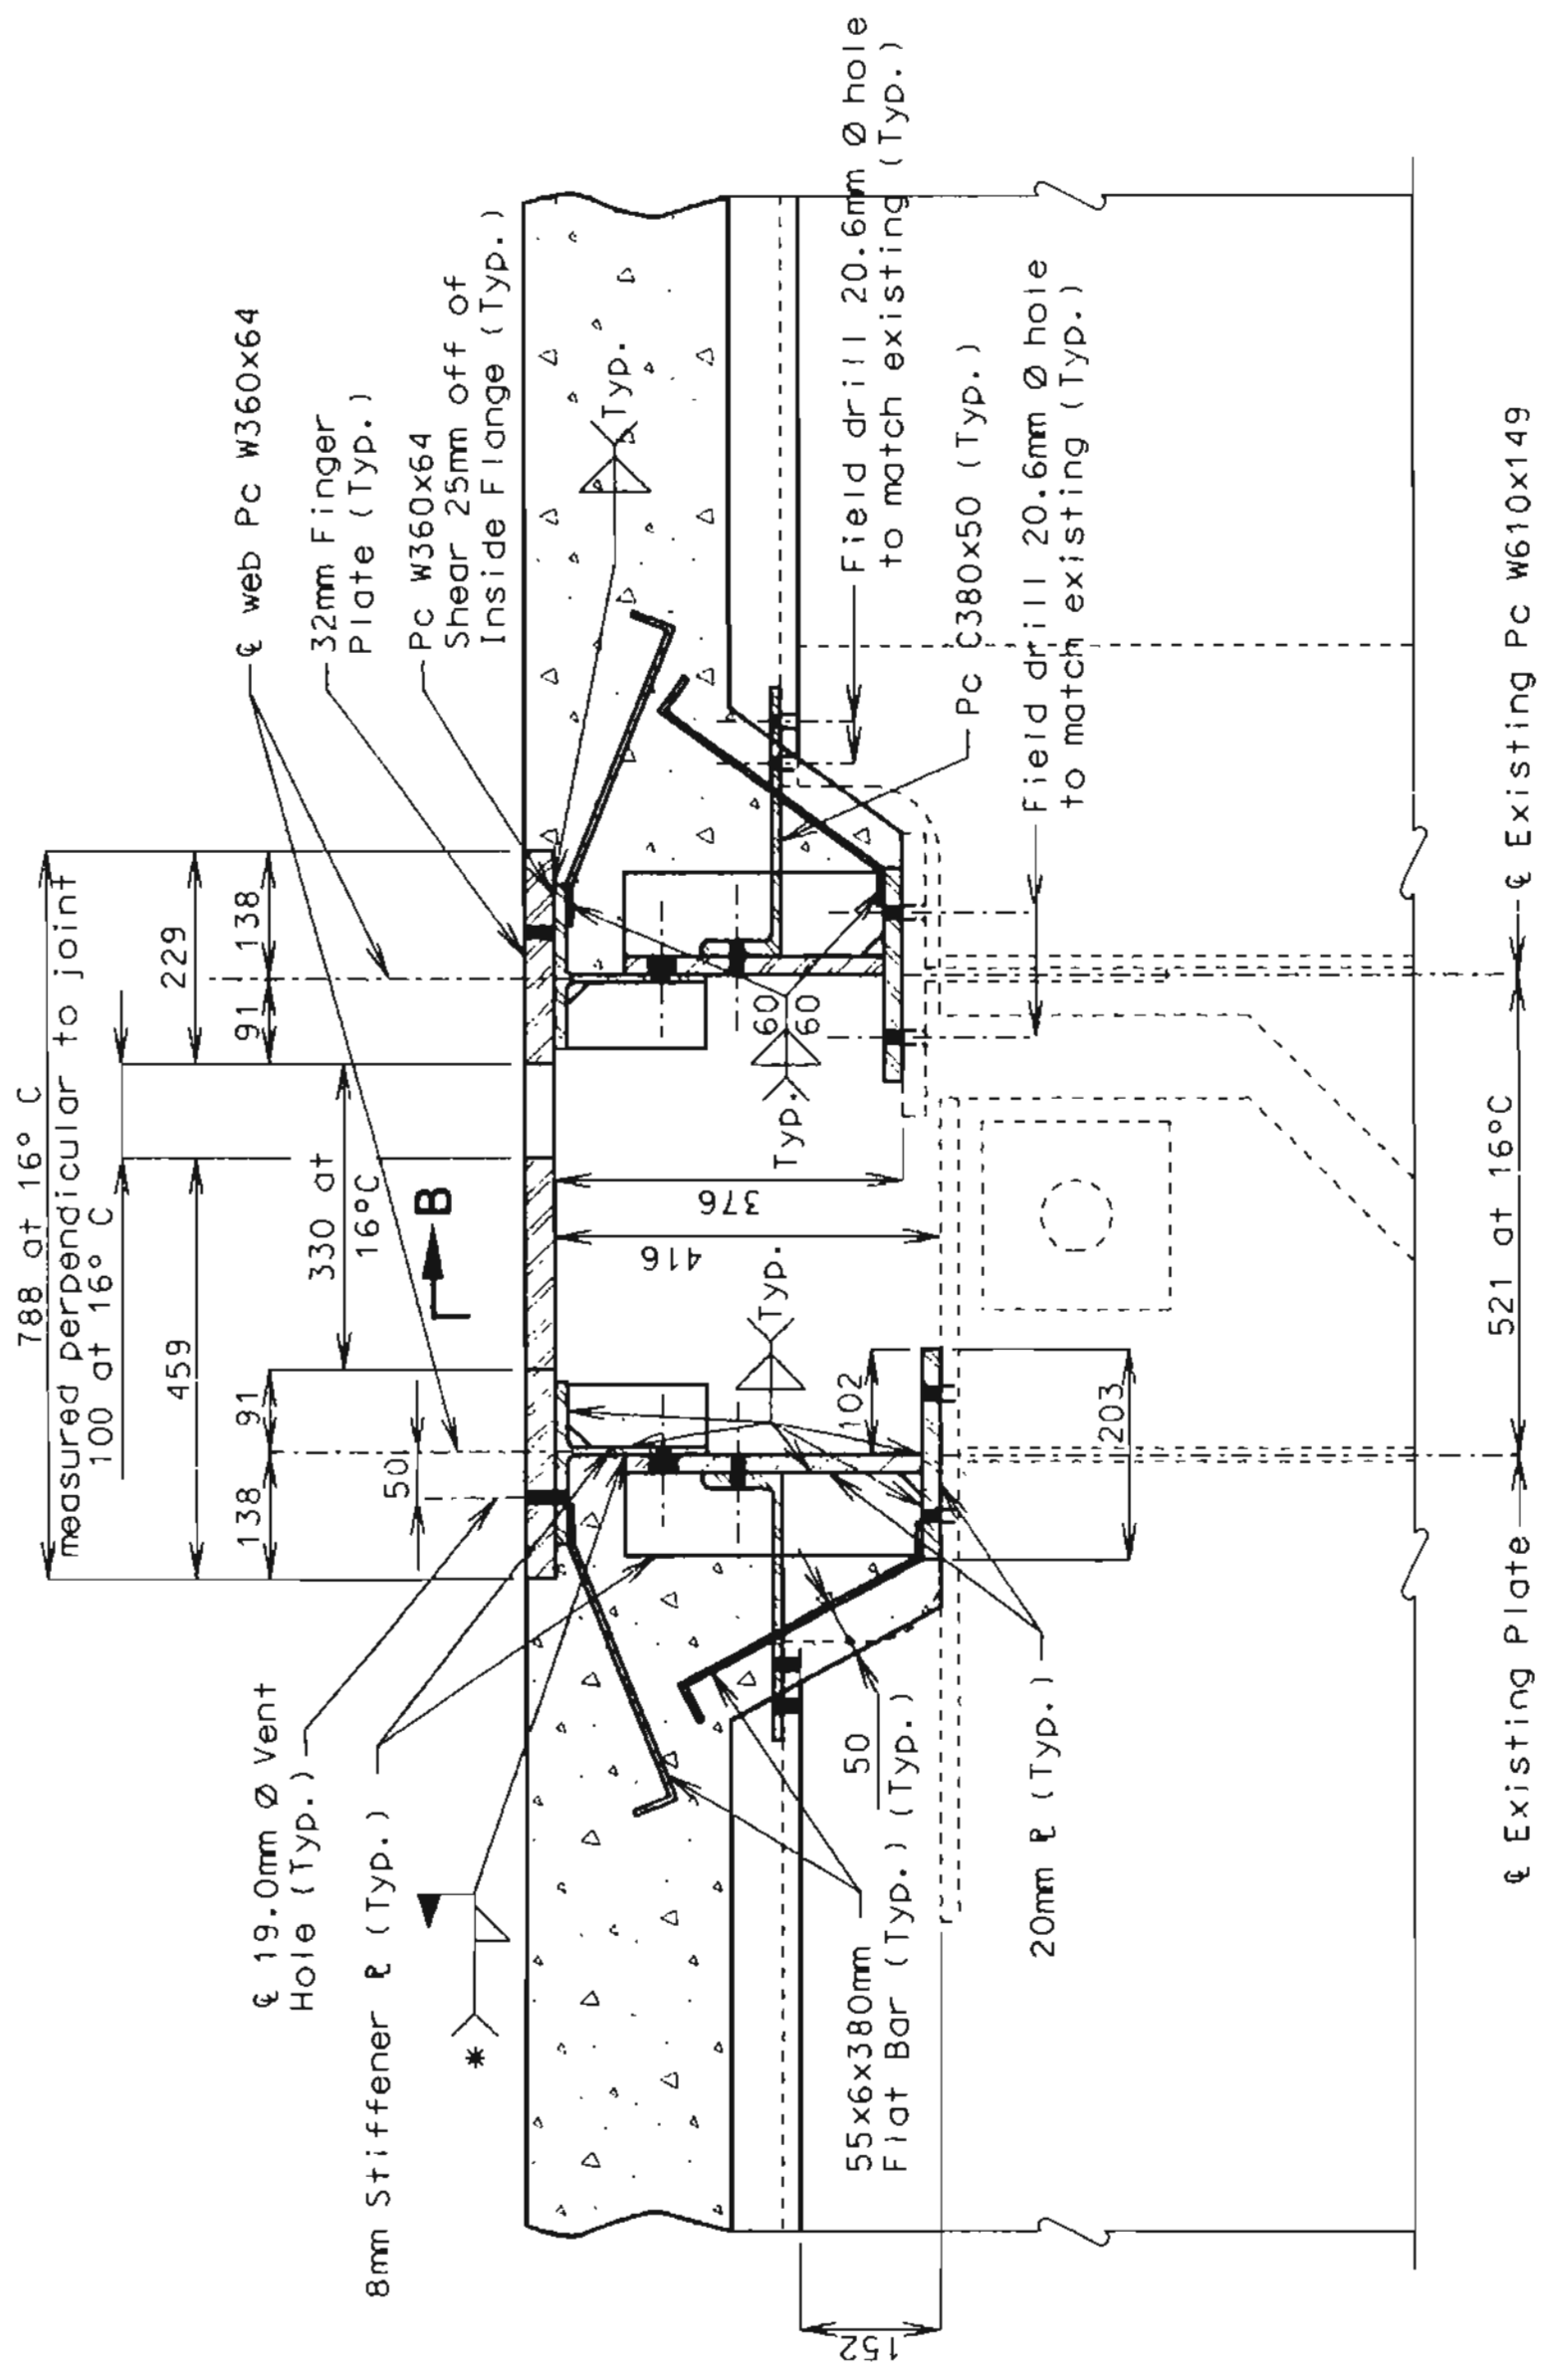 788 at 16° C
measured perpendicular to joint
100 at 16° C
459
229
138
91
91
138
330 at
16°C
50
℄ web Pc W360x64
32mm Finger
Plate (Typ.)
Pc W360x64
Shear 25mm off of
Inside Flange (Typ.)
Typ.
B
℄ 19.0mm Ø Vent
Hole (Typ.)
8mm Stiffener ⅊ (Typ.)
*
416
376
Typ.
60
60
Typ.
102
203
50
(Typ.)
55x6x380mm
Flat Bar (Typ.)
20mm ⅊ (Typ.)
Field drill 20.6mm Ø hole
to match existing (Typ.)
Pc C380x50 (Typ.)
Field drill 20.6mm Ø hole
to match existing (Typ.)
152
℄ Existing Plate
521 at 16°C
℄ Existing Pc W610x149